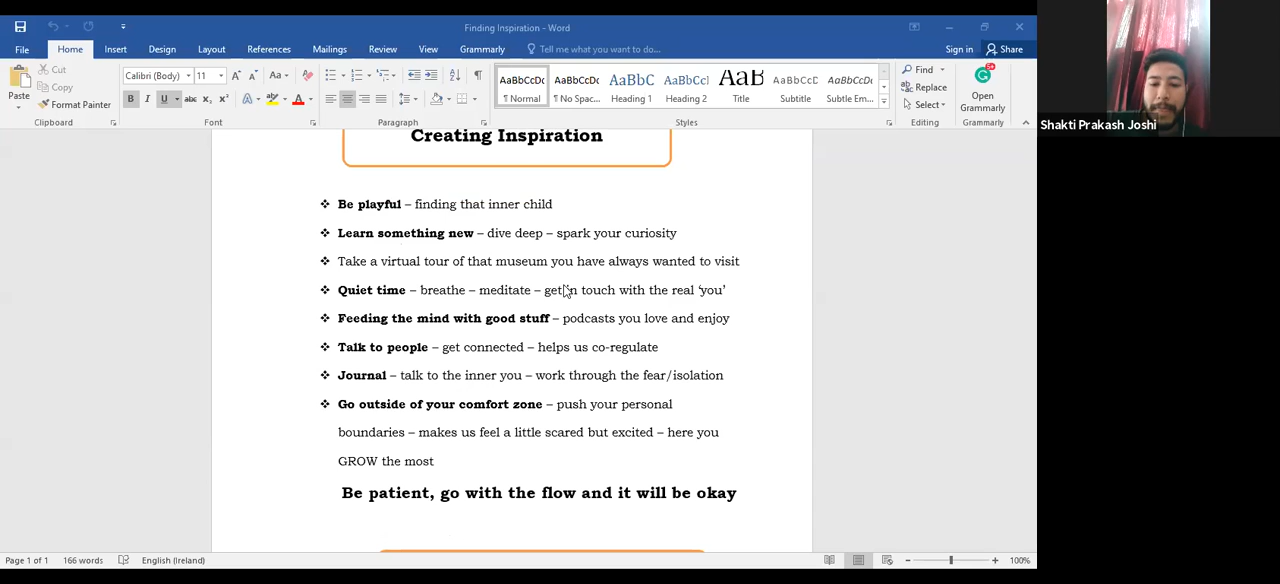 Finding Inspiration - Word
File Home Insert Design Layout References Mailings Review View Grammarly Tell me what you want to do... Sign in Share
Paste
Cut
Copy
Format Painter
Clipboard
Calibri (Body) 11
B I U abc x₂ x²
Font
Paragraph
AaBbCcDc AaBbCcDc AaBbC AaBbCcl AaB AaBbCcD AaBbCcDc
¶ Normal ¶ No Spac... Heading 1 Heading 2 Title Subtitle Subtle Em...
Styles
Find
Replace
Select
Editing
Open
Grammarly
Grammarly
Shakti Prakash Joshi
Creating Inspiration
❖ Be playful – finding that inner child
❖ Learn something new – dive deep – spark your curiosity
❖ Take a virtual tour of that museum you have always wanted to visit
❖ Quiet time – breathe – meditate – get in touch with the real ‘you’
❖ Feeding the mind with good stuff – podcasts you love and enjoy
❖ Talk to people – get connected – helps us co-regulate
❖ Journal – talk to the inner you – work through the fear/isolation
❖ Go outside of your comfort zone – push your personal
boundaries – makes us feel a little scared but excited – here you
GROW the most
Be patient, go with the flow and it will be okay
Page 1 of 1 166 words English (Ireland) 100%